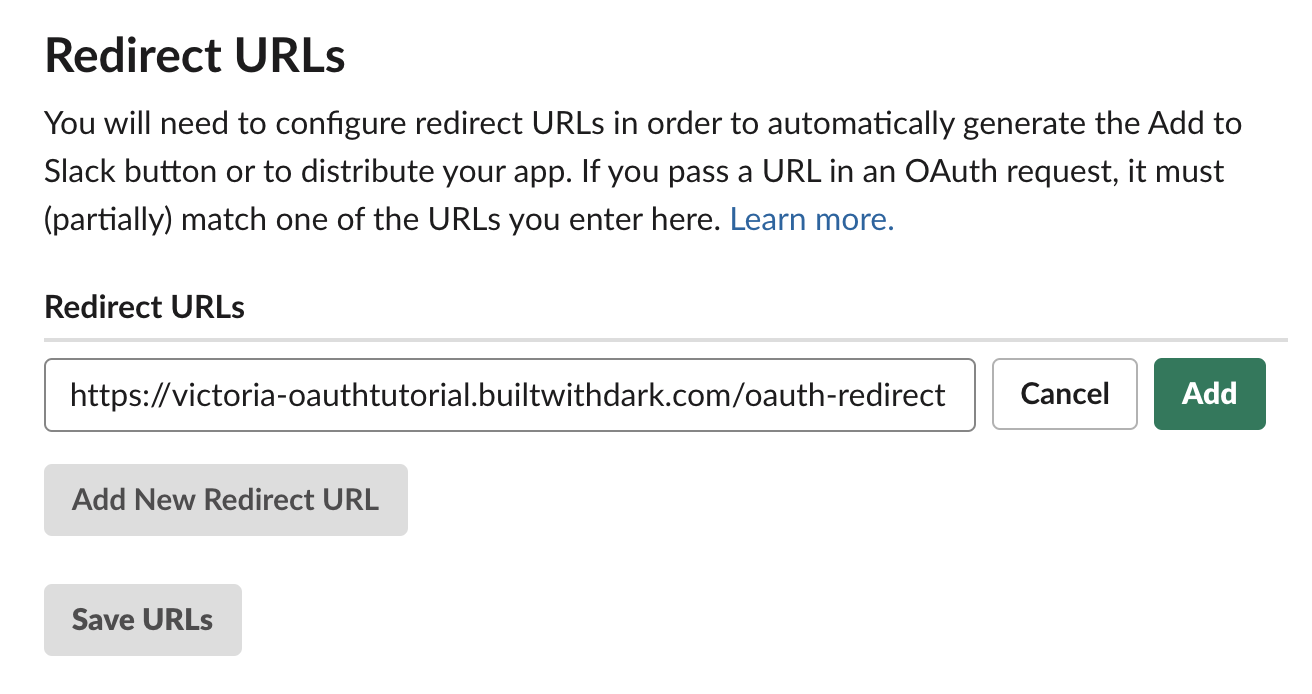 Redirect URLs
You will need to configure redirect URLs in order to automatically generate the Add to
Slack button or to distribute your app. If you pass a URL in an OAuth request, it must
(partially) match one of the URLs you enter here. Learn more.
Redirect URLs
https://victoria-oauthtutorial.builtwithdark.com/oauth-redirect Cancel Add
Add New Redirect URL
Save URLs